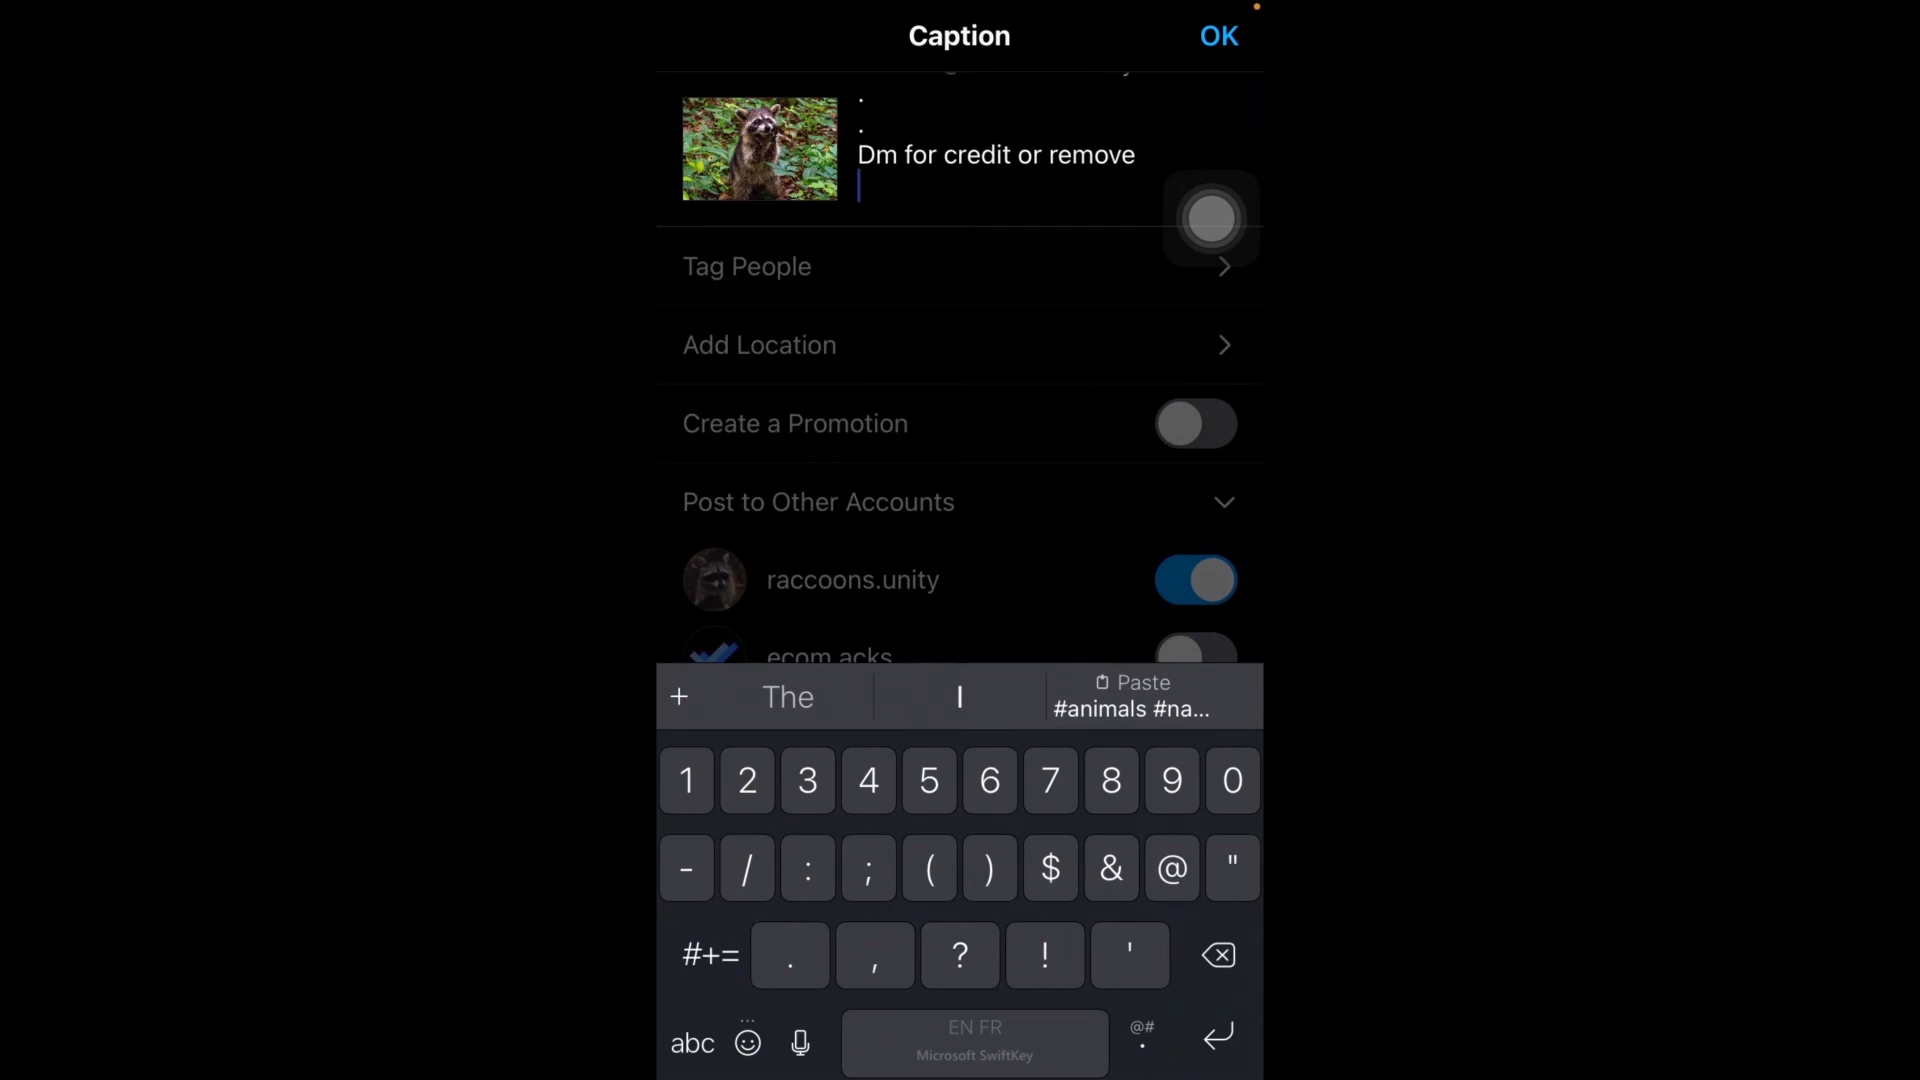 Caption
OK
.
.
Dm for credit or remove
Tag People
Add Location
Create a Promotion
Post to Other Accounts
raccoons.unity
ecom acks
+ The I Paste
#animals #na...
1 2 3 4 5 6 7 8 9 0
- / : ; ( ) $ & @ "
#+= . , ? ! '
abc EN FR @# .
Microsoft SwiftKey